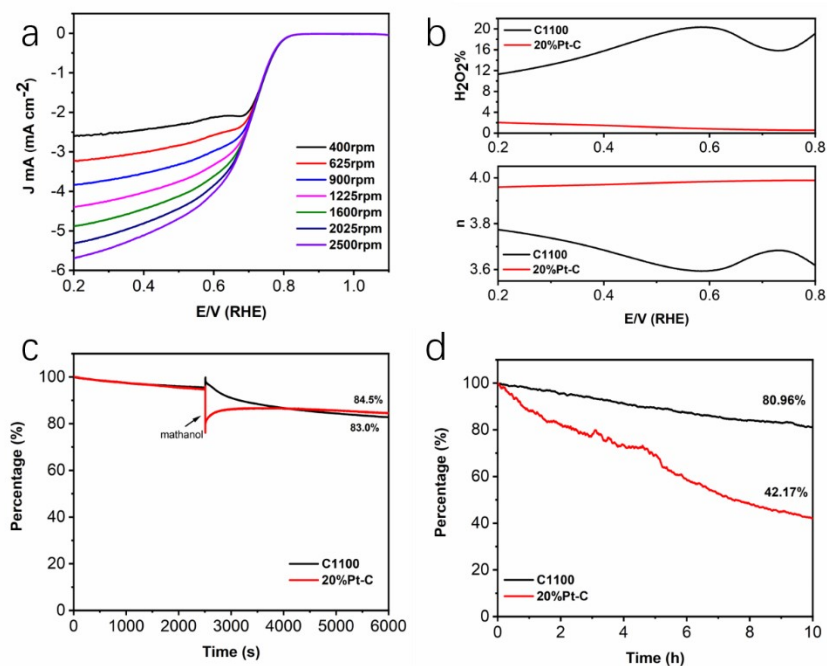 a
J mA (mA cm-2)
0
-1
-2
-3
-4
-5
-6
400rpm
625rpm
900rpm
1225rpm
1600rpm
2025rpm
2500rpm
0.2 0.4 0.6 0.8 1.0
E/V (RHE)
b
H2O2%
20
16
12
8
4
0
C1100
20%Pt-C
0.2 0.4 0.6 0.8
n
4.0
3.8
3.6
C1100
20%Pt-C
0.2 0.4 0.6 0.8
E/V (RHE)
c
Percentage (%)
100
80
60
40
20
0
84.5%
83.0%
mathanol
C1100
20%Pt-C
0 1000 2000 3000 4000 5000 6000
Time (s)
d
Percentage (%)
100
80
60
40
20
0
80.96%
42.17%
C1100
20%Pt-C
0 2 4 6 8 10
Time (h)